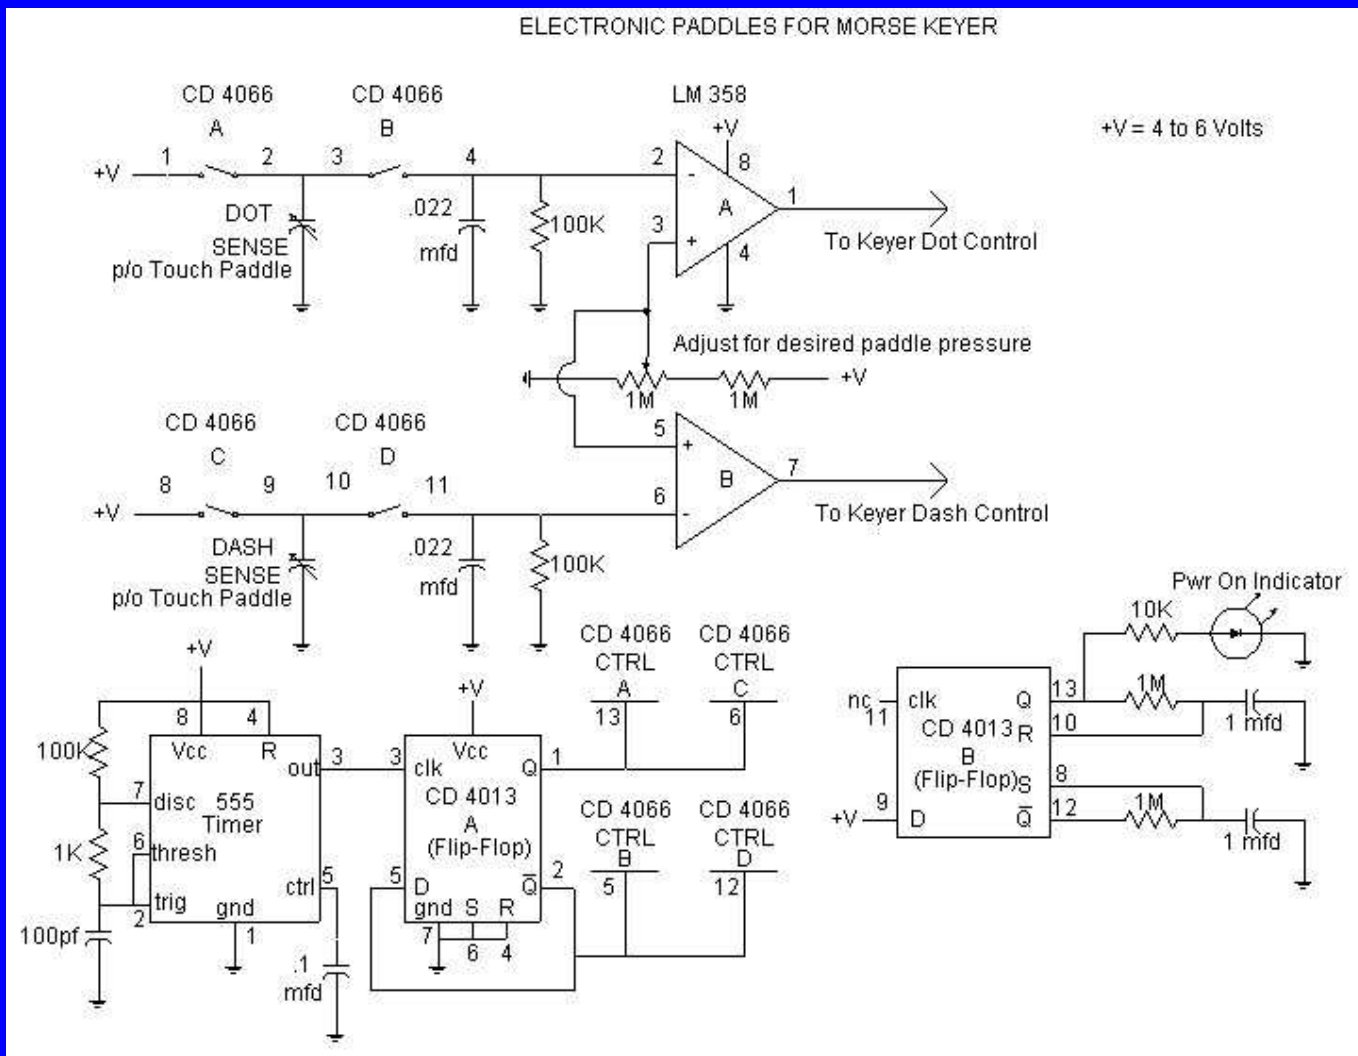 ELECTRONIC PADDLES FOR MORSE KEYER
CD 4066
A
CD 4066
B
LM 358
+V
+V = 4 to 6 Volts
+V
1
2
3
4
2
-
8
A
1
3
+
4
DOT
SENSE
p/o Touch Paddle
.022
mfd
100K
To Keyer Dot Control
Adjust for desired paddle pressure
1M
1M
+V
CD 4066
C
CD 4066
D
+V
8
9
10
11
5
+
6
-
B
7
To Keyer Dash Control
DASH
SENSE
p/o Touch Paddle
.022
mfd
100K
Pwr On Indicator
10K
CD 4066
CTRL
A
13
CD 4066
CTRL
C
6
+V
8
4
100K
Vcc
R
out
3
7
disc
555
Timer
1K
6
thresh
ctrl
5
trig
2
gnd
1
100pf
.1
mfd
+V
3
clk
Vcc
Q
1
CD 4013
A
(Flip-Flop)
5
D
Q
2
gnd
S
R
7
6
4
CD 4066
CTRL
B
5
CD 4066
CTRL
D
12
nc
11
clk
Q
13
1M
1 mfd
CD 4013
B
(Flip-Flop)
R
10
S
8
+V
9
D
Q
12
1M
1 mfd